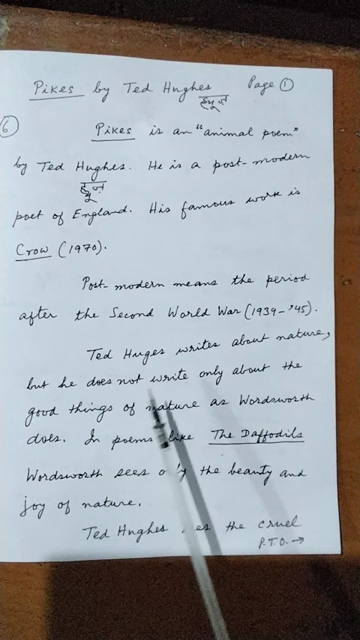 Pikes by Ted Hughes Page ①
ह्यूज
⑥ Pikes is an "animal poem"
by Ted Hughes. He is a post-modern
ह्यूज
poet of England. His famous work is
Crow (1970).
Post-modern means the period
after the Second World War (1939-'45).
Ted Huges writes about nature,
but he does not write only about the
good things of nature as Wordsworth
does. In poems like The Daffodils
Wordsworth sees only the beauty and
joy of nature.
Ted Hughes the cruel
P.T.O. →